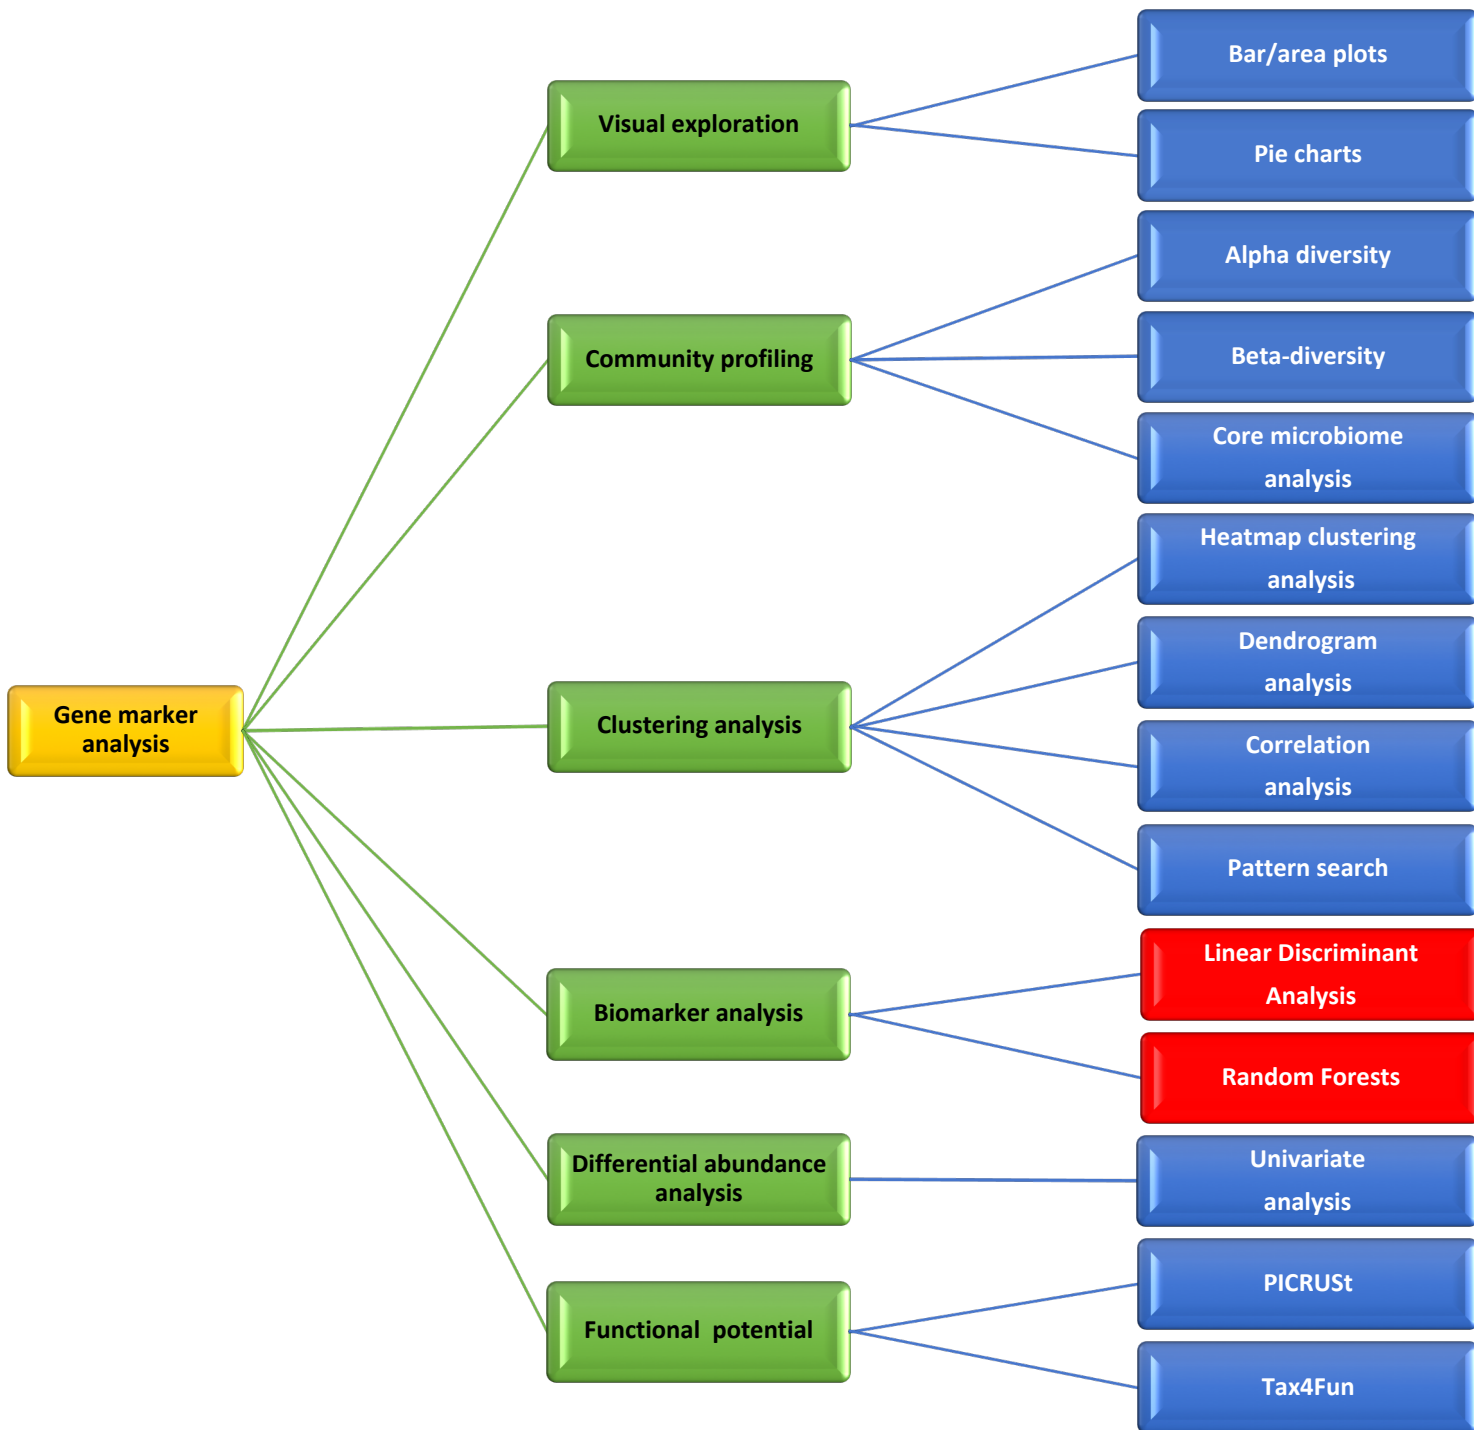 Gene marker
analysis
Visual exploration
Bar/area plots
Pie charts
Community profiling
Alpha diversity
Beta-diversity
Core microbiome
analysis
Clustering analysis
Heatmap clustering
analysis
Dendrogram
analysis
Correlation
analysis
Pattern search
Biomarker analysis
Linear Discriminant
Analysis
Random Forests
Differential abundance
analysis
Univariate
analysis
Functional  potential
PICRUSt
Tax4Fun